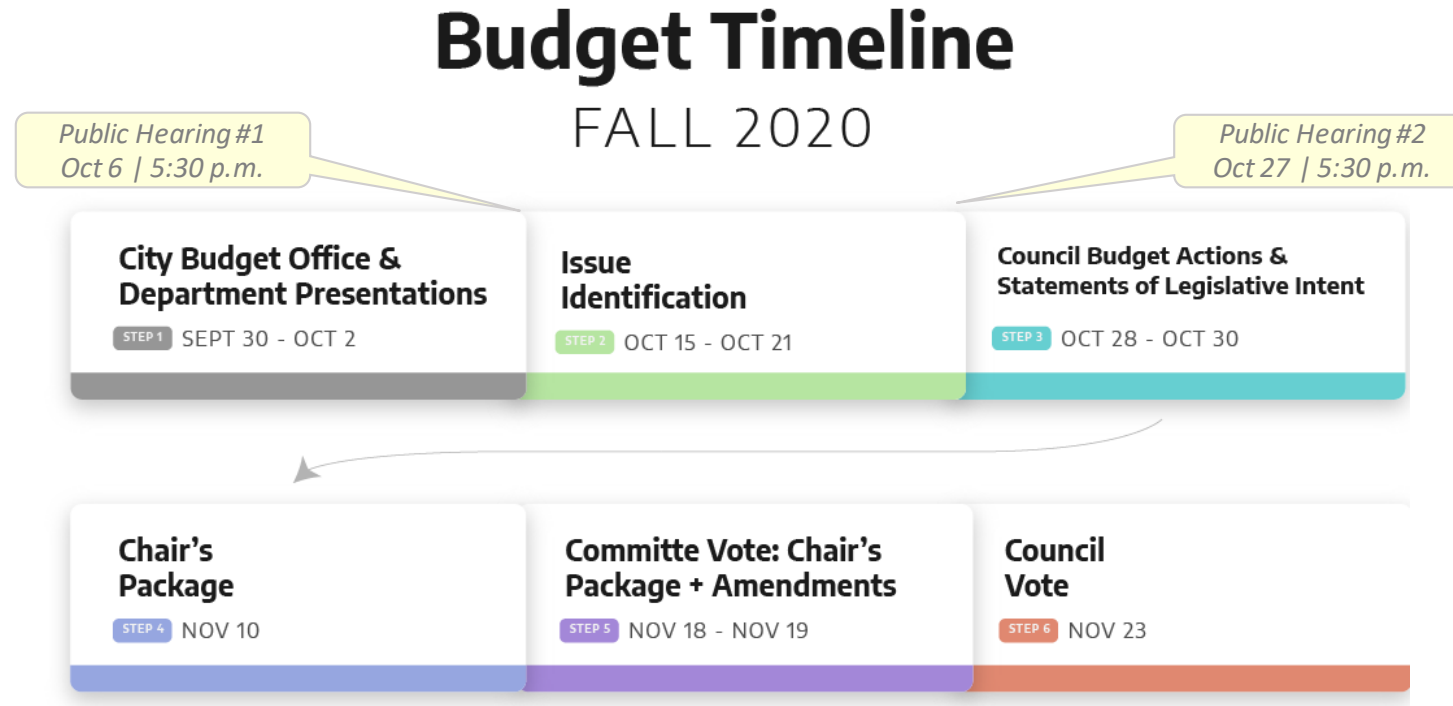 Budget Timeline
FALL 2020
Public Hearing #1
Oct 6 | 5:30 p.m.
Public Hearing #2
Oct 27 | 5:30 p.m.
City Budget Office &
Department Presentations
STEP 1 SEPT 30 - OCT 2
Issue
Identification
STEP 2 OCT 15 - OCT 21
Council Budget Actions &
Statements of Legislative Intent
STEP 3 OCT 28 - OCT 30
Chair’s
Package
STEP 4 NOV 10
Committe Vote: Chair’s
Package + Amendments
STEP 5 NOV 18 - NOV 19
Council
Vote
STEP 6 NOV 23